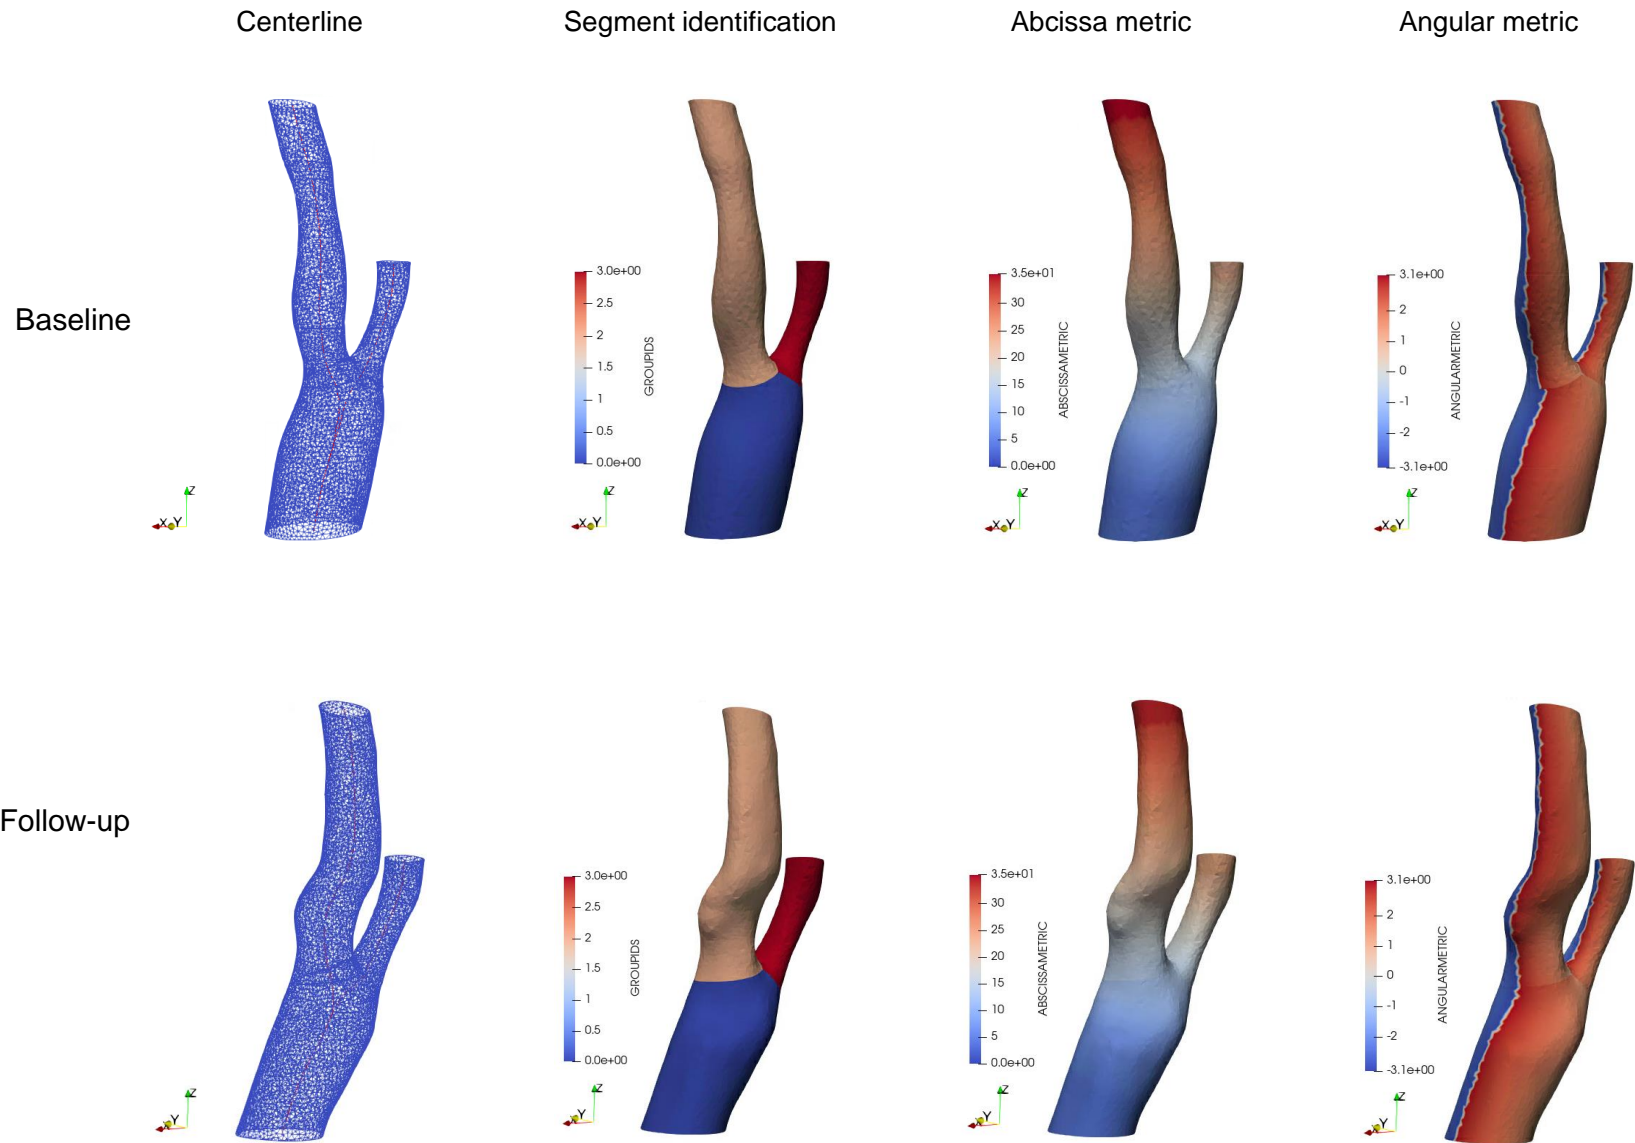 Centerline
Segment identification
Abcissa metric
Angular metric
Baseline
3.0e+00
2.5
2
1.5
1
0.5
0.0e+00
GROUPIDS
3.5e+01
30
25
20
15
10
5
0.0e+00
ABSCISSAMETRIC
3.1e+00
2
1
0
-1
-2
-3.1e+00
ANGULARMETRIC
Z
X Y
Z
X Y
Z
X Y
Z
X Y
Follow-up
3.0e+00
2.5
2
1.5
1
0.5
0.0e+00
GROUPIDS
3.5e+01
30
25
20
15
10
5
0.0e+00
ABSCISSAMETRIC
3.1e+00
2
1
0
-1
-2
-3.1e+00
ANGULARMETRIC
Z
Y
X
Z
Y
X
Z
Y
X
Z
Y
X